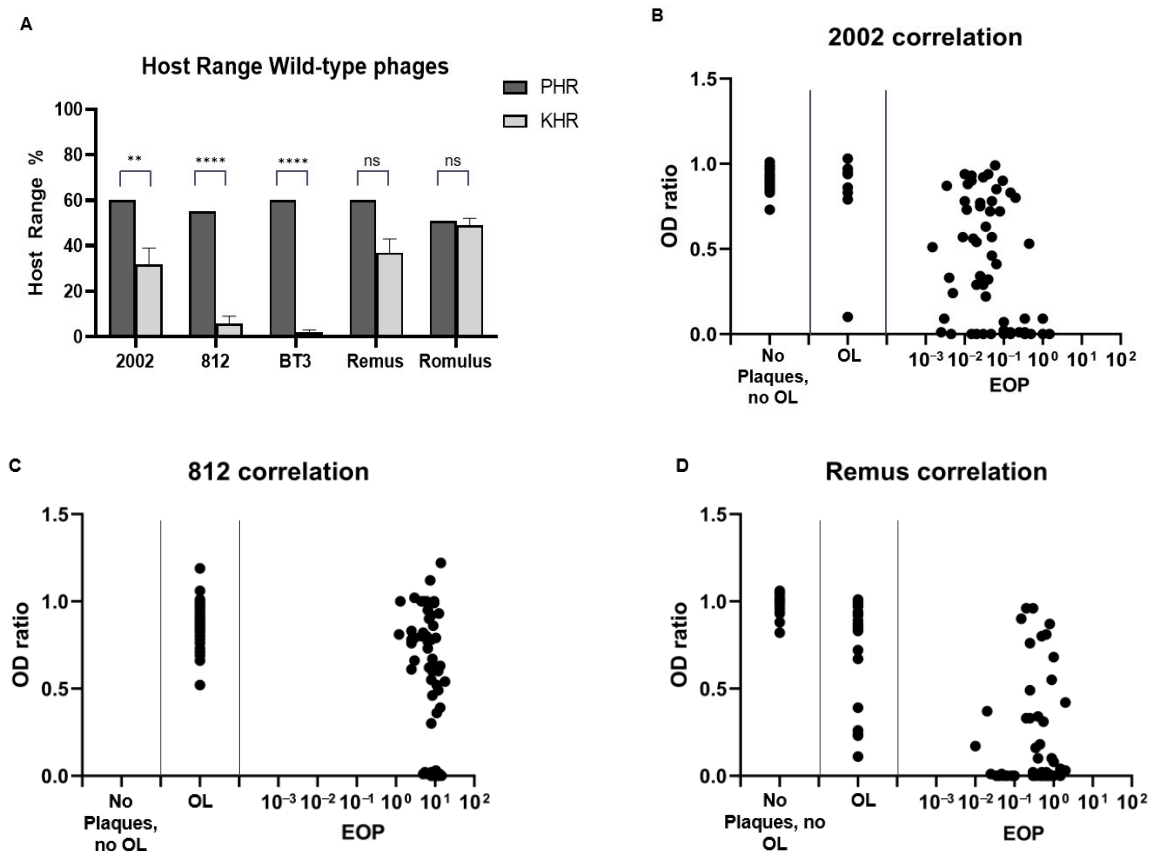 A
Host Range Wild-type phages
PHR
KHR
Host Range %
100
80
60
40
20
0
** **** **** ns ns
2002 812 BT3 Remus Romulus
B
2002 correlation
OD ratio
1.5
1.0
0.5
0.0
No
Plaques,
no OL
OL
10⁻³ 10⁻² 10⁻¹ 10⁰ 10¹ 10²
EOP
C
812 correlation
OD ratio
1.5
1.0
0.5
0.0
No
Plaques,
no OL
OL
10⁻³ 10⁻² 10⁻¹ 10⁰ 10¹ 10²
EOP
D
Remus correlation
OD ratio
1.5
1.0
0.5
0.0
No
Plaques, no
OL
OL
10⁻³ 10⁻² 10⁻¹ 10⁰ 10¹ 10²
EOP